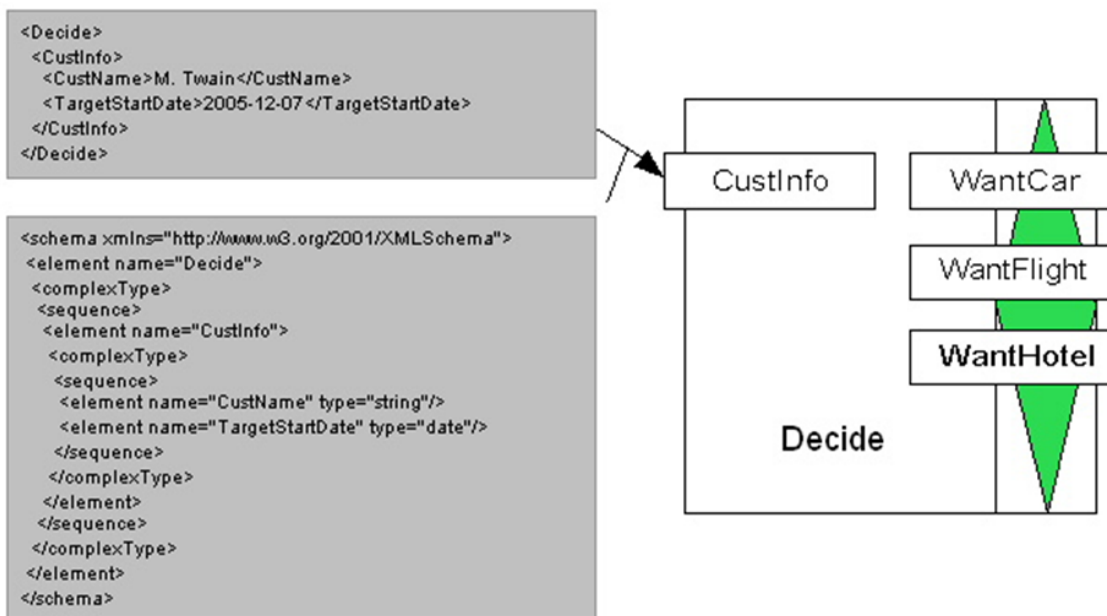 <Decide>
<CustInfo>
<CustName>M. Twain</CustName>
<TargetStartDate>2005-12-07</TargetStartDate>
</CustInfo>
</Decide>
<schema xmlns="http://www.w3.org/2001/XMLSchema">
<element name="Decide">
<complexType>
<sequence>
<element name="CustInfo">
<complexType>
<sequence>
<element name="CustName" type="string"/>
<element name="TargetStartDate" type="date"/>
</sequence>
</complexType>
</element>
</sequence>
</complexType>
</element>
</schema>
CustInfo
WantCar
WantFlight
WantHotel
Decide